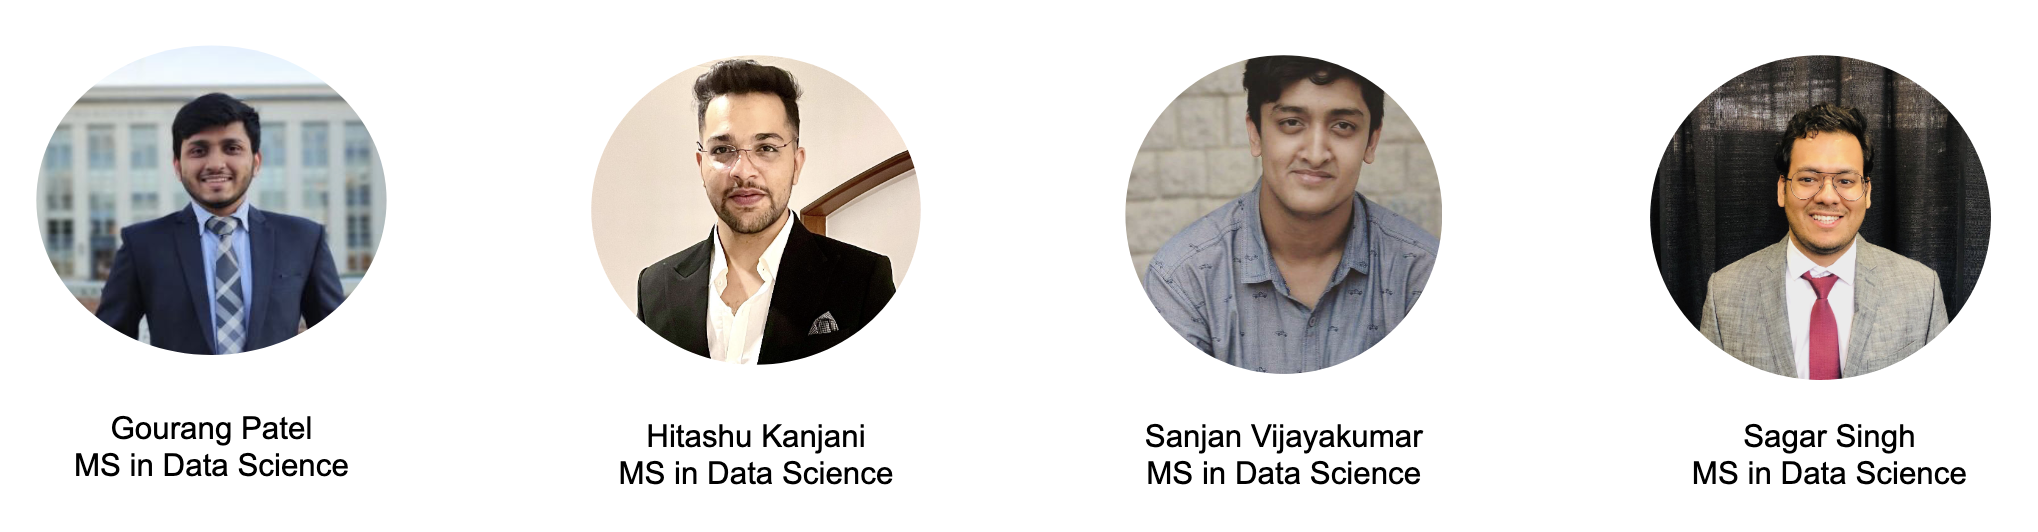 Gourang Patel
MS in Data Science
Hitashu Kanjani
MS in Data Science
Sanjan Vijayakumar
MS in Data Science
Sagar Singh
MS in Data Science